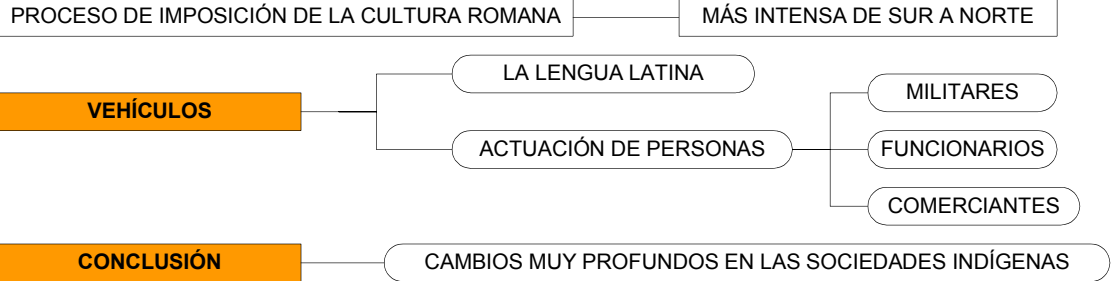 PROCESO DE IMPOSICIÓN DE LA CULTURA ROMANA
MÁS INTENSA DE SUR A NORTE
VEHÍCULOS
LA LENGUA LATINA
ACTUACIÓN DE PERSONAS
MILITARES
FUNCIONARIOS
COMERCIANTES
CONCLUSIÓN
CAMBIOS MUY PROFUNDOS EN LAS SOCIEDADES INDÍGENAS